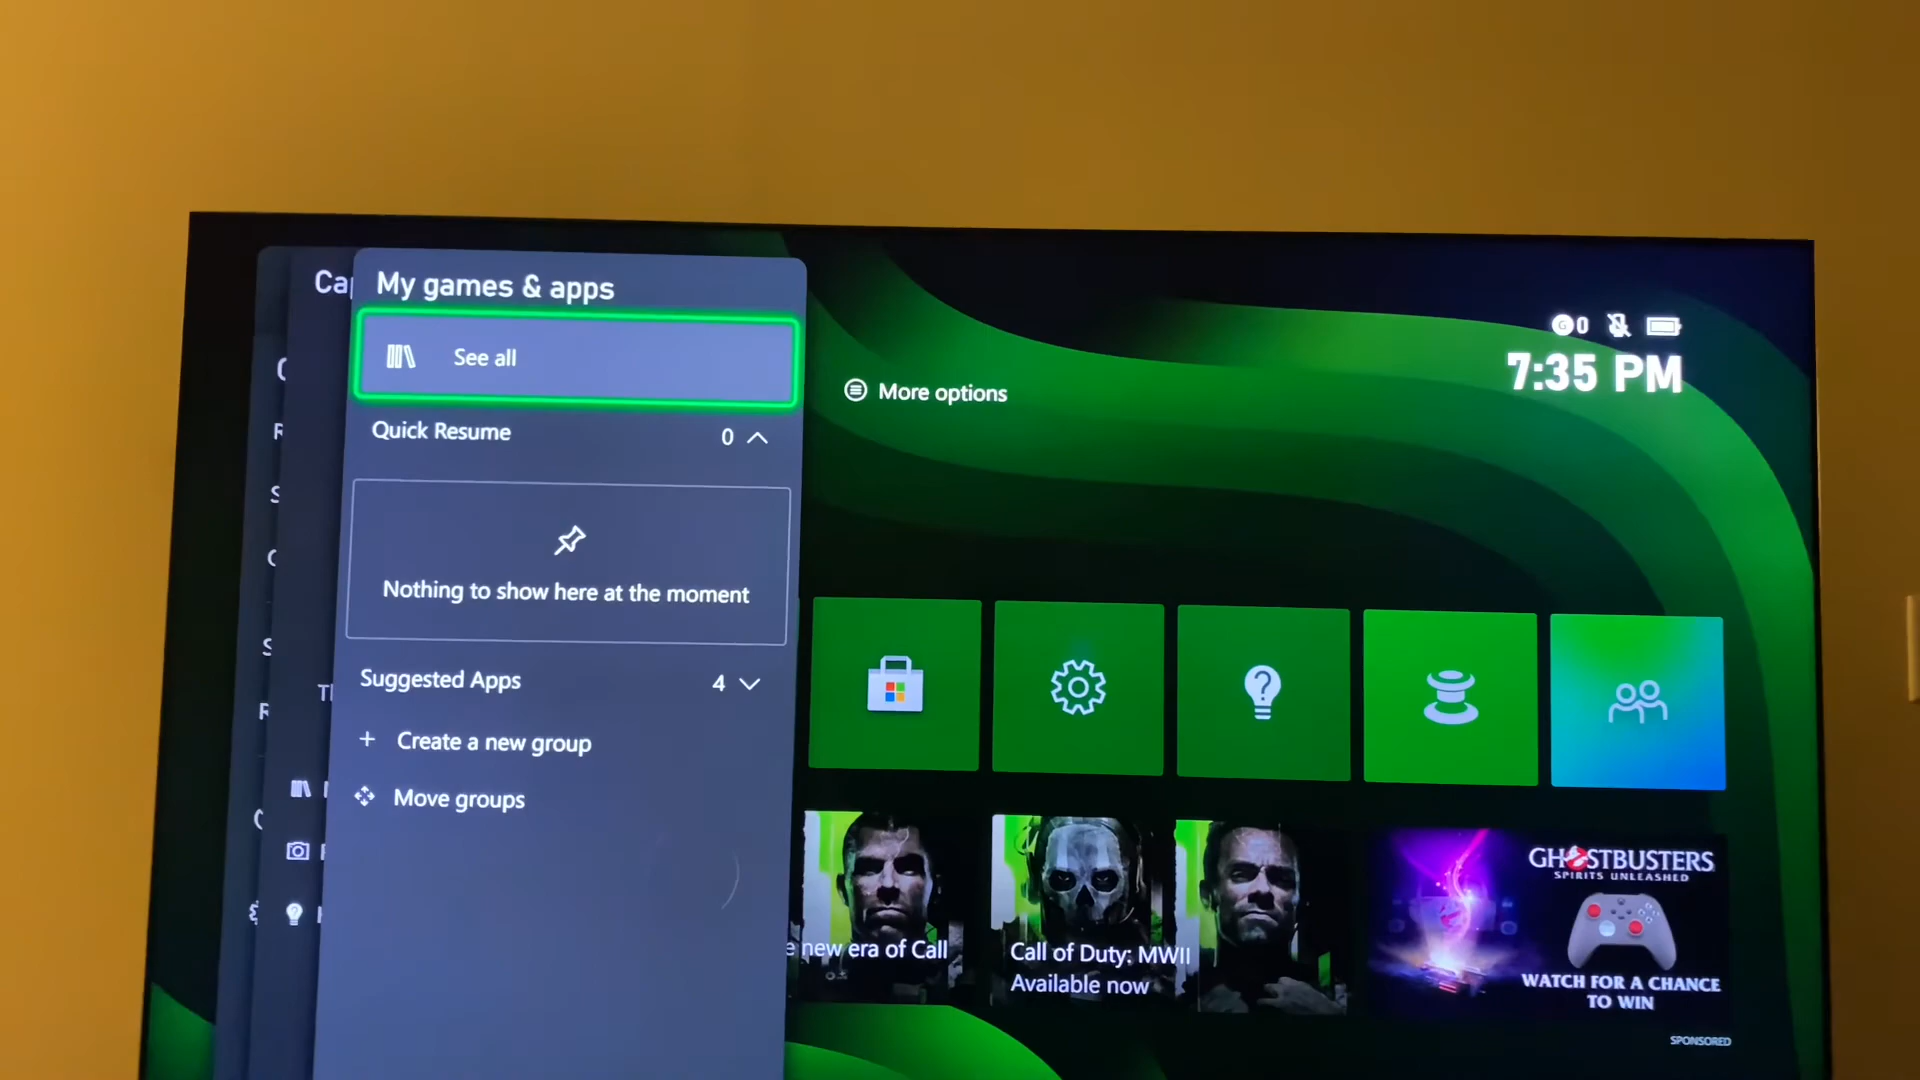 My games & apps
See all
Quick Resume 0
Nothing to show here at the moment
Suggested Apps 4
+ Create a new group
Move groups
More options
G 0
7:35 PM
new era of Call
Call of Duty: MWII
Available now
GHOSTBUSTERS
SPIRITS UNLEASHED
WATCH FOR A CHANCE
TO WIN
SPONSORED